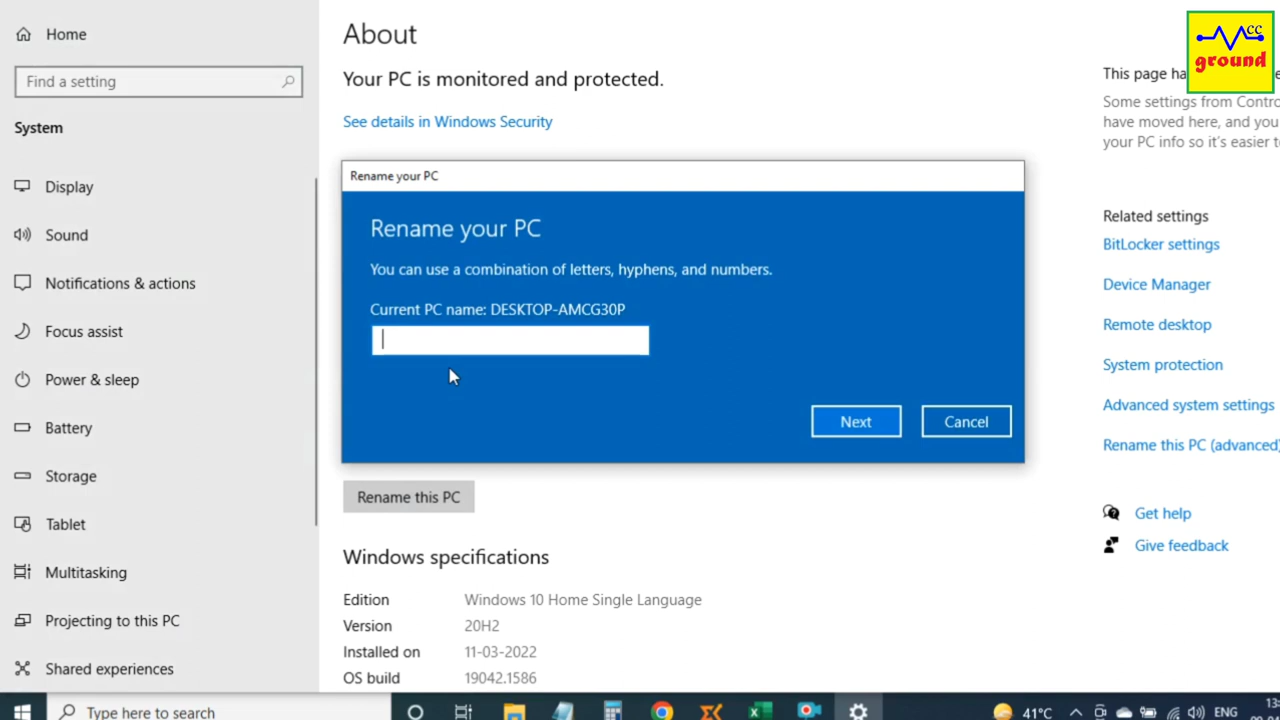 Home
Find a setting
System
Display
Sound
Notifications & actions
Focus assist
Power & sleep
Battery
Storage
Tablet
Multitasking
Projecting to this PC
Shared experiences
About
Your PC is monitored and protected.
See details in Windows Security
Rename your PC
Rename your PC
You can use a combination of letters, hyphens, and numbers.
Current PC name: DESKTOP-AMCG30P
Next
Cancel
Rename this PC
Windows specifications
Edition Windows 10 Home Single Language
Version 20H2
Installed on 11-03-2022
OS build 19042.1586
cc
ground
This page
Some settings from
have moved here, and you
your PC info so it's easier
Related settings
BitLocker settings
Device Manager
Remote desktop
System protection
Advanced system settings
Rename this PC (advanced)
Get help
Give feedback
Type here to search
41°C
ENG